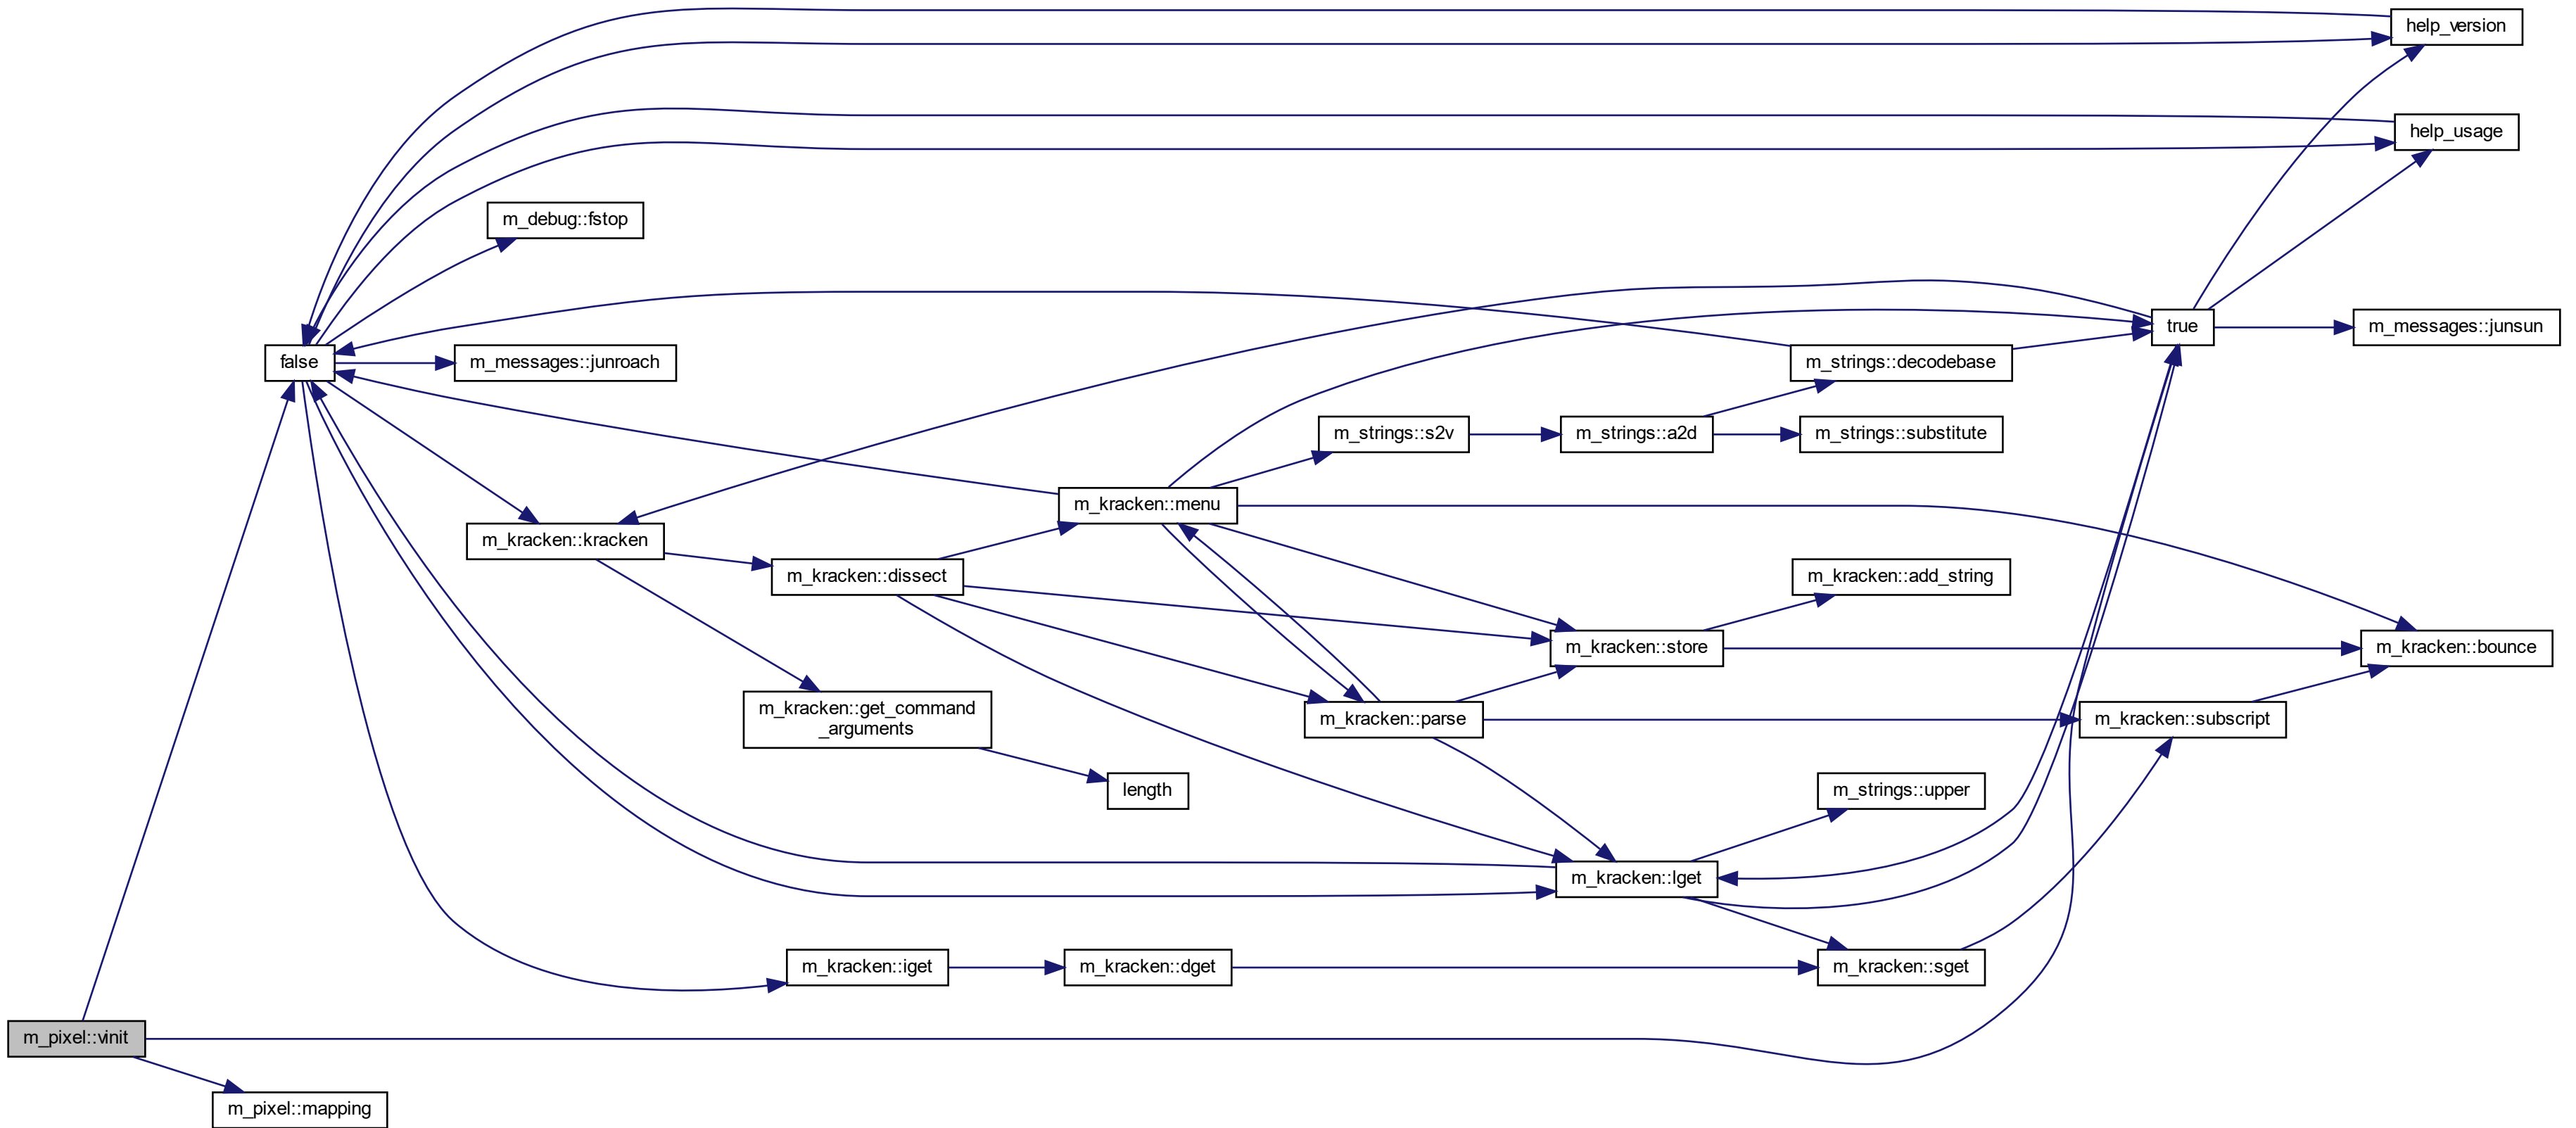 help_version
help_usage
m_debug::fstop
true
m_messages::junsun
false
m_messages::junroach
m_strings::decodebase
m_strings::s2v
m_strings::a2d
m_strings::substitute
m_kracken::menu
m_kracken::kracken
m_kracken::dissect
m_kracken::add_string
m_kracken::store
m_kracken::bounce
m_kracken::get_command
_arguments
m_kracken::parse
m_kracken::subscript
length
m_strings::upper
m_kracken::lget
m_kracken::iget
m_kracken::dget
m_kracken::sget
m_pixel::vinit
m_pixel::mapping